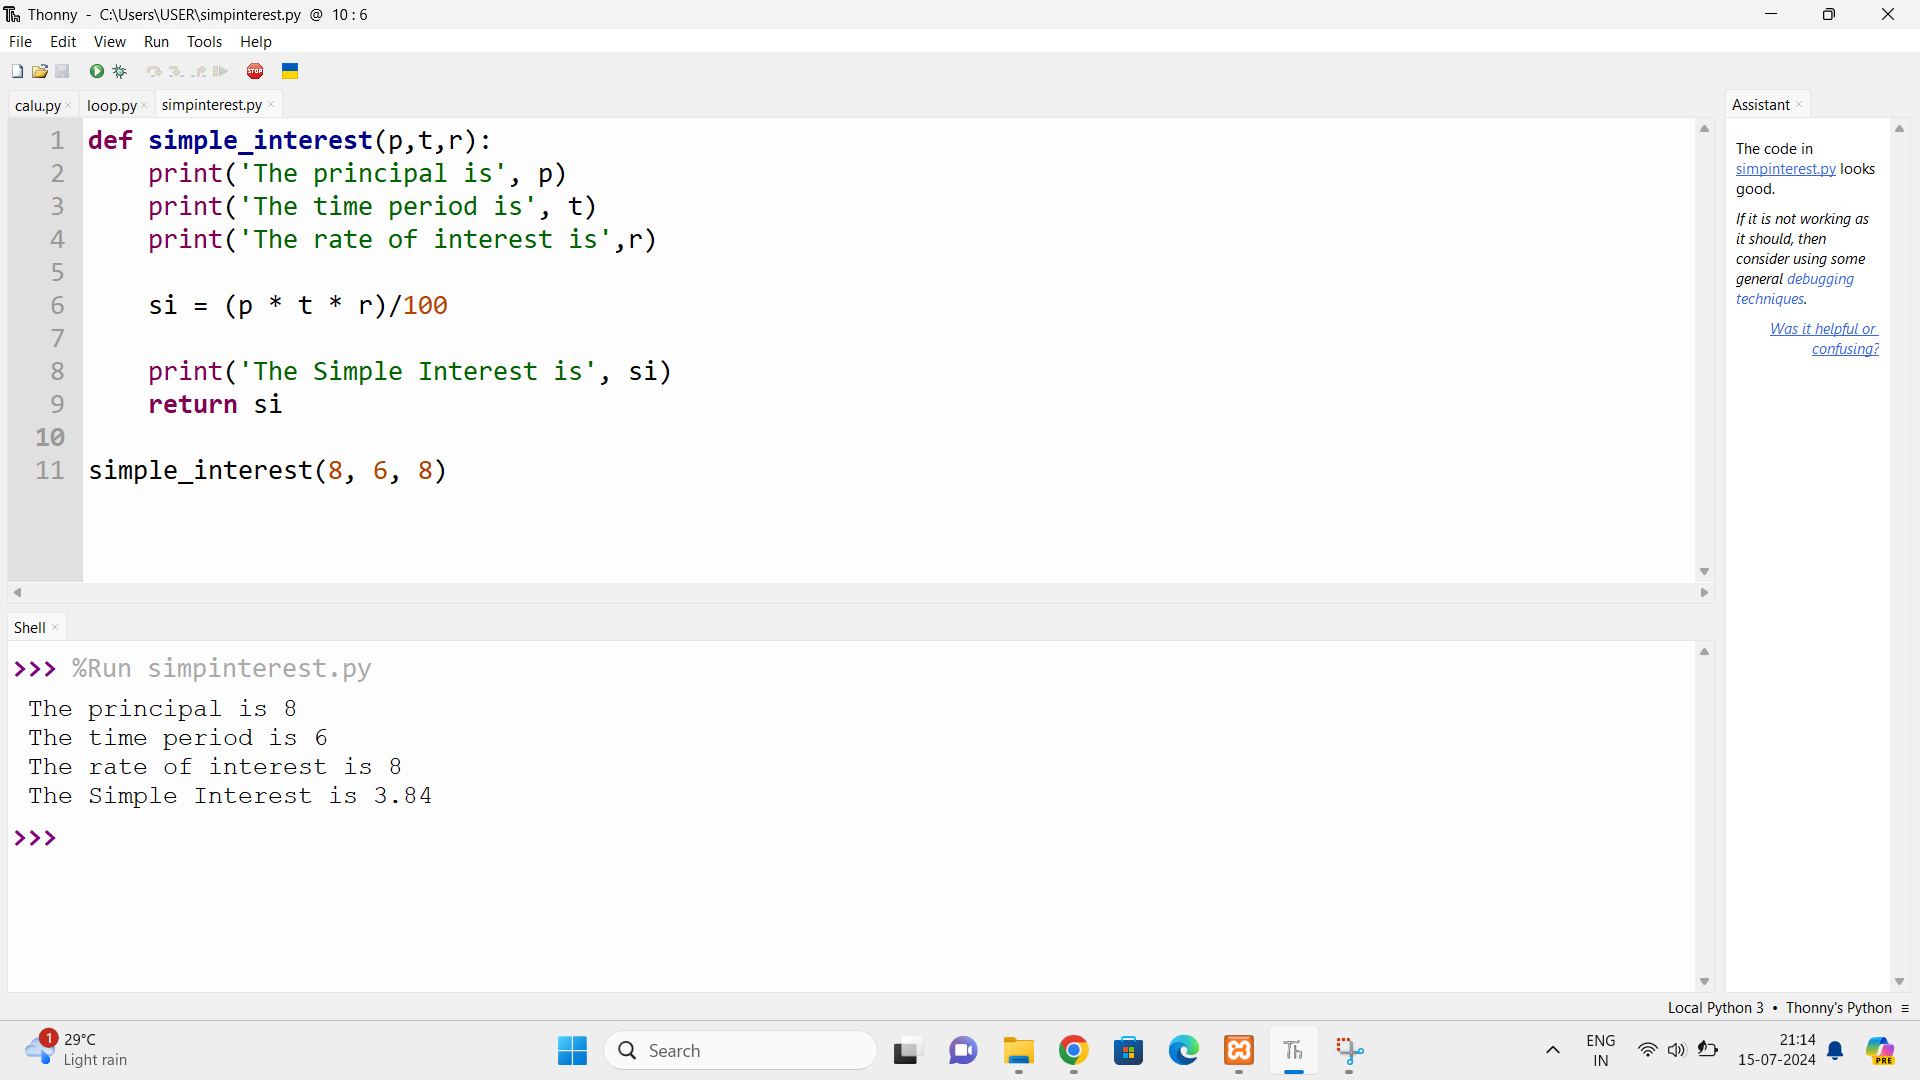 Thonny - C:\Users\USER\simpinterest.py @ 10 : 6
File Edit View Run Tools Help
STOP
calu.py × loop.py × simpinterest.py ×
1 def simple_interest(p,t,r):
2     print('The principal is', p)
3     print('The time period is', t)
4     print('The rate of interest is',r)
5
6     si = (p * t * r)/100
7
8     print('The Simple Interest is', si)
9     return si
10
11 simple_interest(8, 6, 8)
Shell ×
>>> %Run simpinterest.py
The principal is 8
The time period is 6
The rate of interest is 8
The Simple Interest is 3.84
>>>
Assistant ×
The code in
simpinterest.py looks
good.
If it is not working as
it should, then
consider using some
general debugging
techniques.
Was it helpful or
confusing?
Local Python 3 • Thonny's Python ≡
1
29°C
Light rain
Search
Th
ENG
IN
21:14
15-07-2024
PRE